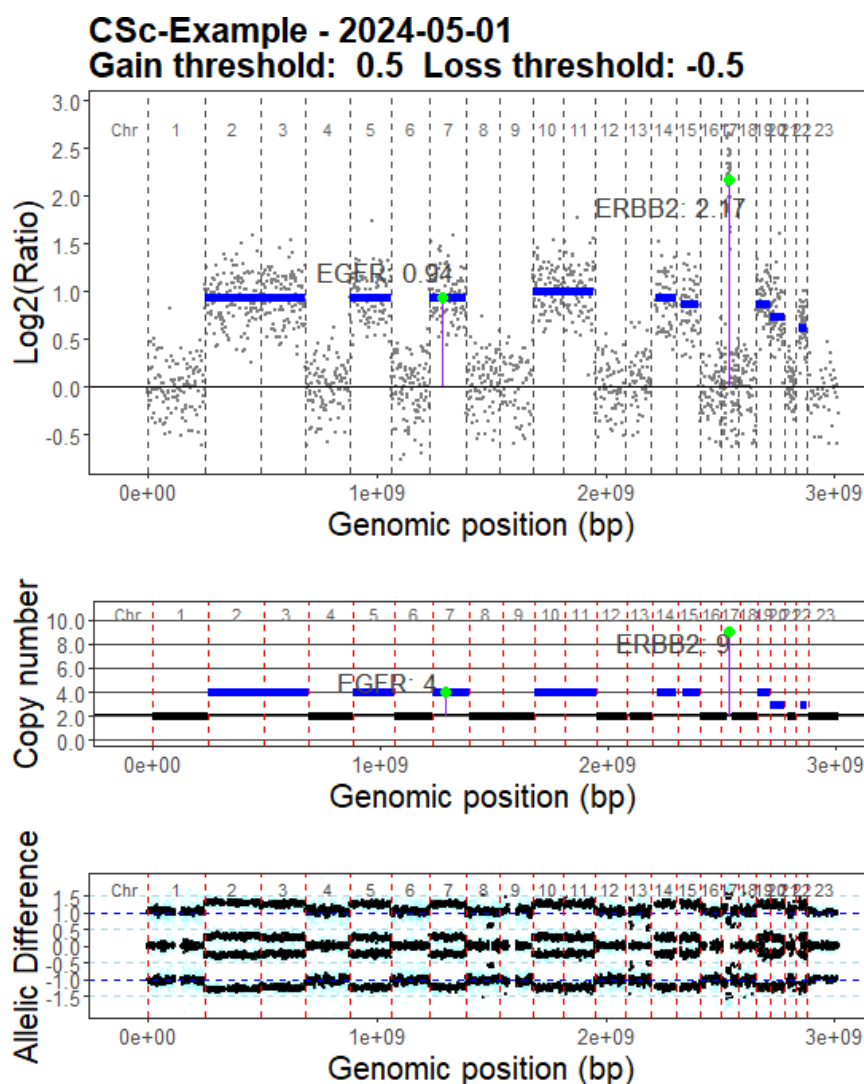 CSc-Example - 2024-05-01
Gain threshold: 0.5 Loss threshold: -0.5
Log2(Ratio)
3.0
2.5
2.0
1.5
1.0
0.5
0.0
-0.5
Chr 1 2 3 4 5 6 7 8 9 10 11 12 13 14 15 16 17 18 19 20 21 22 23
ERBB2: 2.17
EGFR: 0.94
0e+00 1e+09 2e+09 3e+09
Genomic position (bp)
Copy number
10.0
8.0
6.0
4.0
2.0
0.0
Chr 1 2 3 4 5 6 7 8 9 10 11 12 13 14 15 16 17 18 19 20 21 22 23
ERBB2: 9
EGFR: 4
0e+00 1e+09 2e+09 3e+09
Genomic position (bp)
Allelic Difference
1.5
1.0
0.5
0.0
-0.5
-1.0
-1.5
Chr 1 2 3 4 5 6 7 8 9 10 11 12 13 14 15 16 17 18 19 20 21 22 23
0e+00 1e+09 2e+09 3e+09
Genomic position (bp)